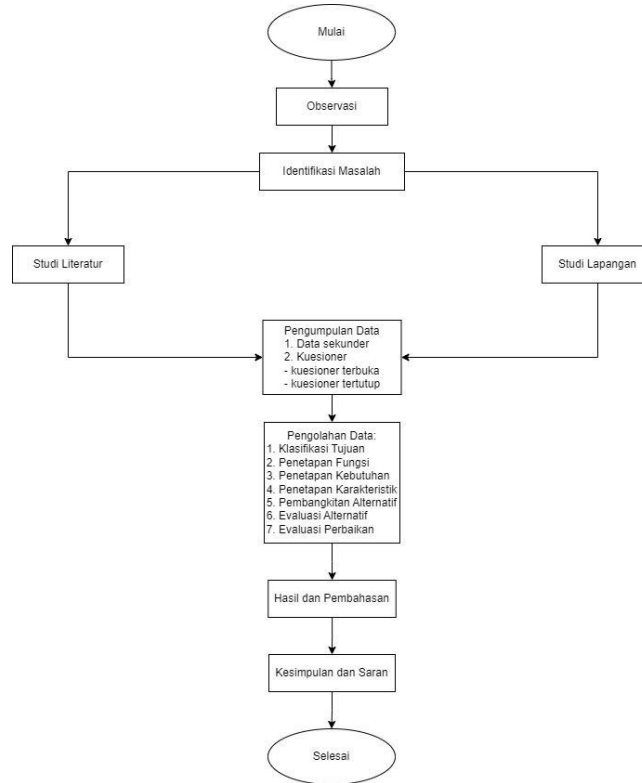 Mulai
Observasi
Identifikasi Masalah
Studi Literatur
Studi Lapangan
Pengumpulan Data
1. Data sekunder
2. Kuesioner
- kuesioner terbuka
- kuesioner tertutup
Pengolahan Data:
1. Klasifikasi Tujuan
2. Penetapan Fungsi
3. Penetapan Kebutuhan
4. Penetapan Karakteristik
5. Pembangkitan Alternatif
6. Evaluasi Alternatif
7. Evaluasi Perbaikan
Hasil dan Pembahasan
Kesimpulan dan Saran
Selesai